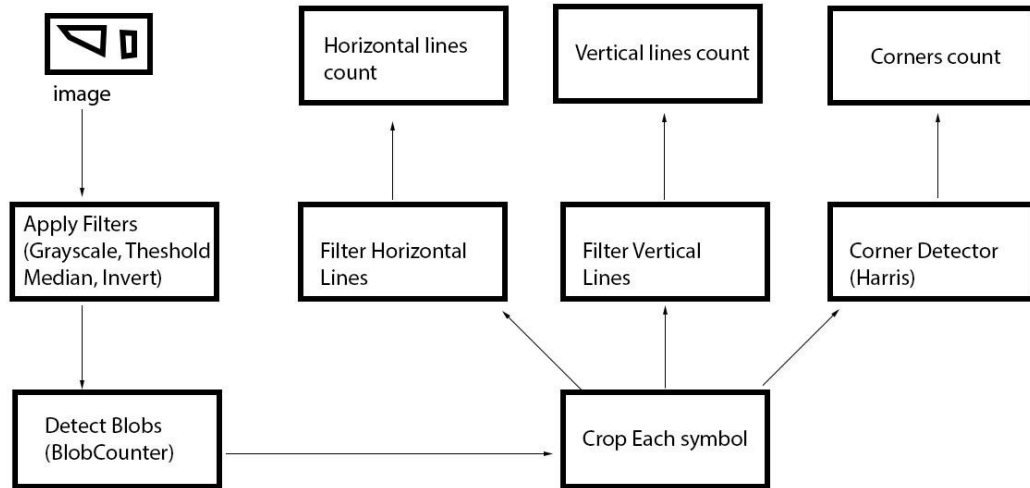 image
Horizontal lines
count
Vertical lines count
Corners count
Apply Filters
(Grayscale, Theshold
Median, Invert)
Filter Horizontal
Lines
Filter Vertical
Lines
Corner Detector
(Harris)
Detect Blobs
(BlobCounter)
Crop Each symbol